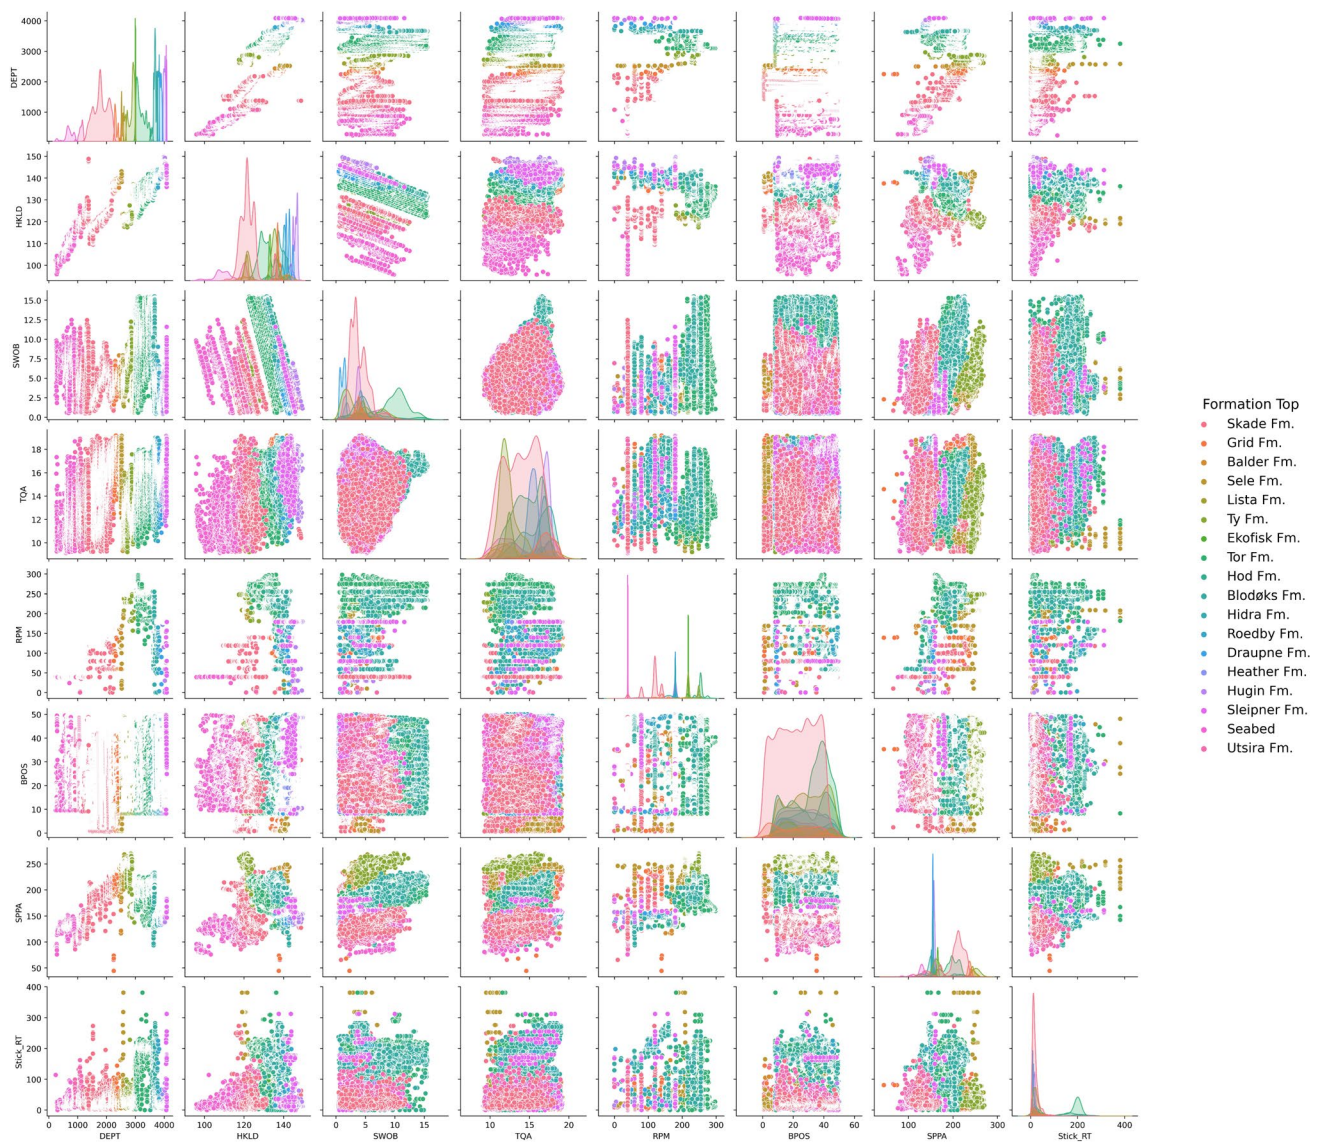 4000
3000
2000
1000
DEPT
150
140
130
120
110
100
HKLD
15.0
12.5
10.0
7.5
5.0
2.5
0.0
SWOB
18
16
14
12
10
TQA
300
250
200
150
100
50
0
RPM
50
40
30
20
10
0
BPOS
250
200
150
100
50
SPPA
400
300
200
100
0
Stick_RT
0 1000 2000 3000 4000
DEPT
100 120 140
HKLD
0 5 10 15
SWOB
10 15 20
TQA
0 100 200 300
RPM
0 20 40 60
BPOS
100 200 300
SPPA
0 200 400
Stick_RT
Formation Top
Skade Fm.
Grid Fm.
Balder Fm.
Sele Fm.
Lista Fm.
Ty Fm.
Ekofisk Fm.
Tor Fm.
Hod Fm.
Blodøks Fm.
Hidra Fm.
Roedby Fm.
Draupne Fm.
Heather Fm.
Hugin Fm.
Sleipner Fm.
Seabed
Utsira Fm.